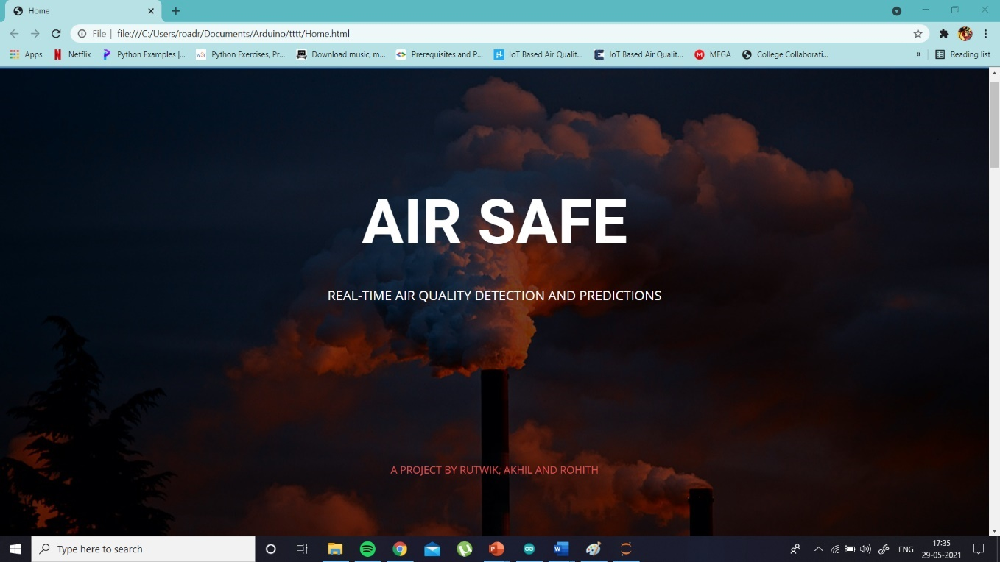 Home
File | file:///C:/Users/roadr/Documents/Arduino/tttt/Home.html
Apps Netflix Python Examples |... w3r Python Exercises, Pr... Download music, m... Prerequisites and P... IoT Based Air Qualit... IoT Based Air Qualit... MEGA College Collaborati... » Reading list
AIR SAFE
REAL-TIME AIR QUALITY DETECTION AND PREDICTIONS
A PROJECT BY RUTWIK, AKHIL AND ROHITH
Type here to search
ENG
17:35
29-05-2021